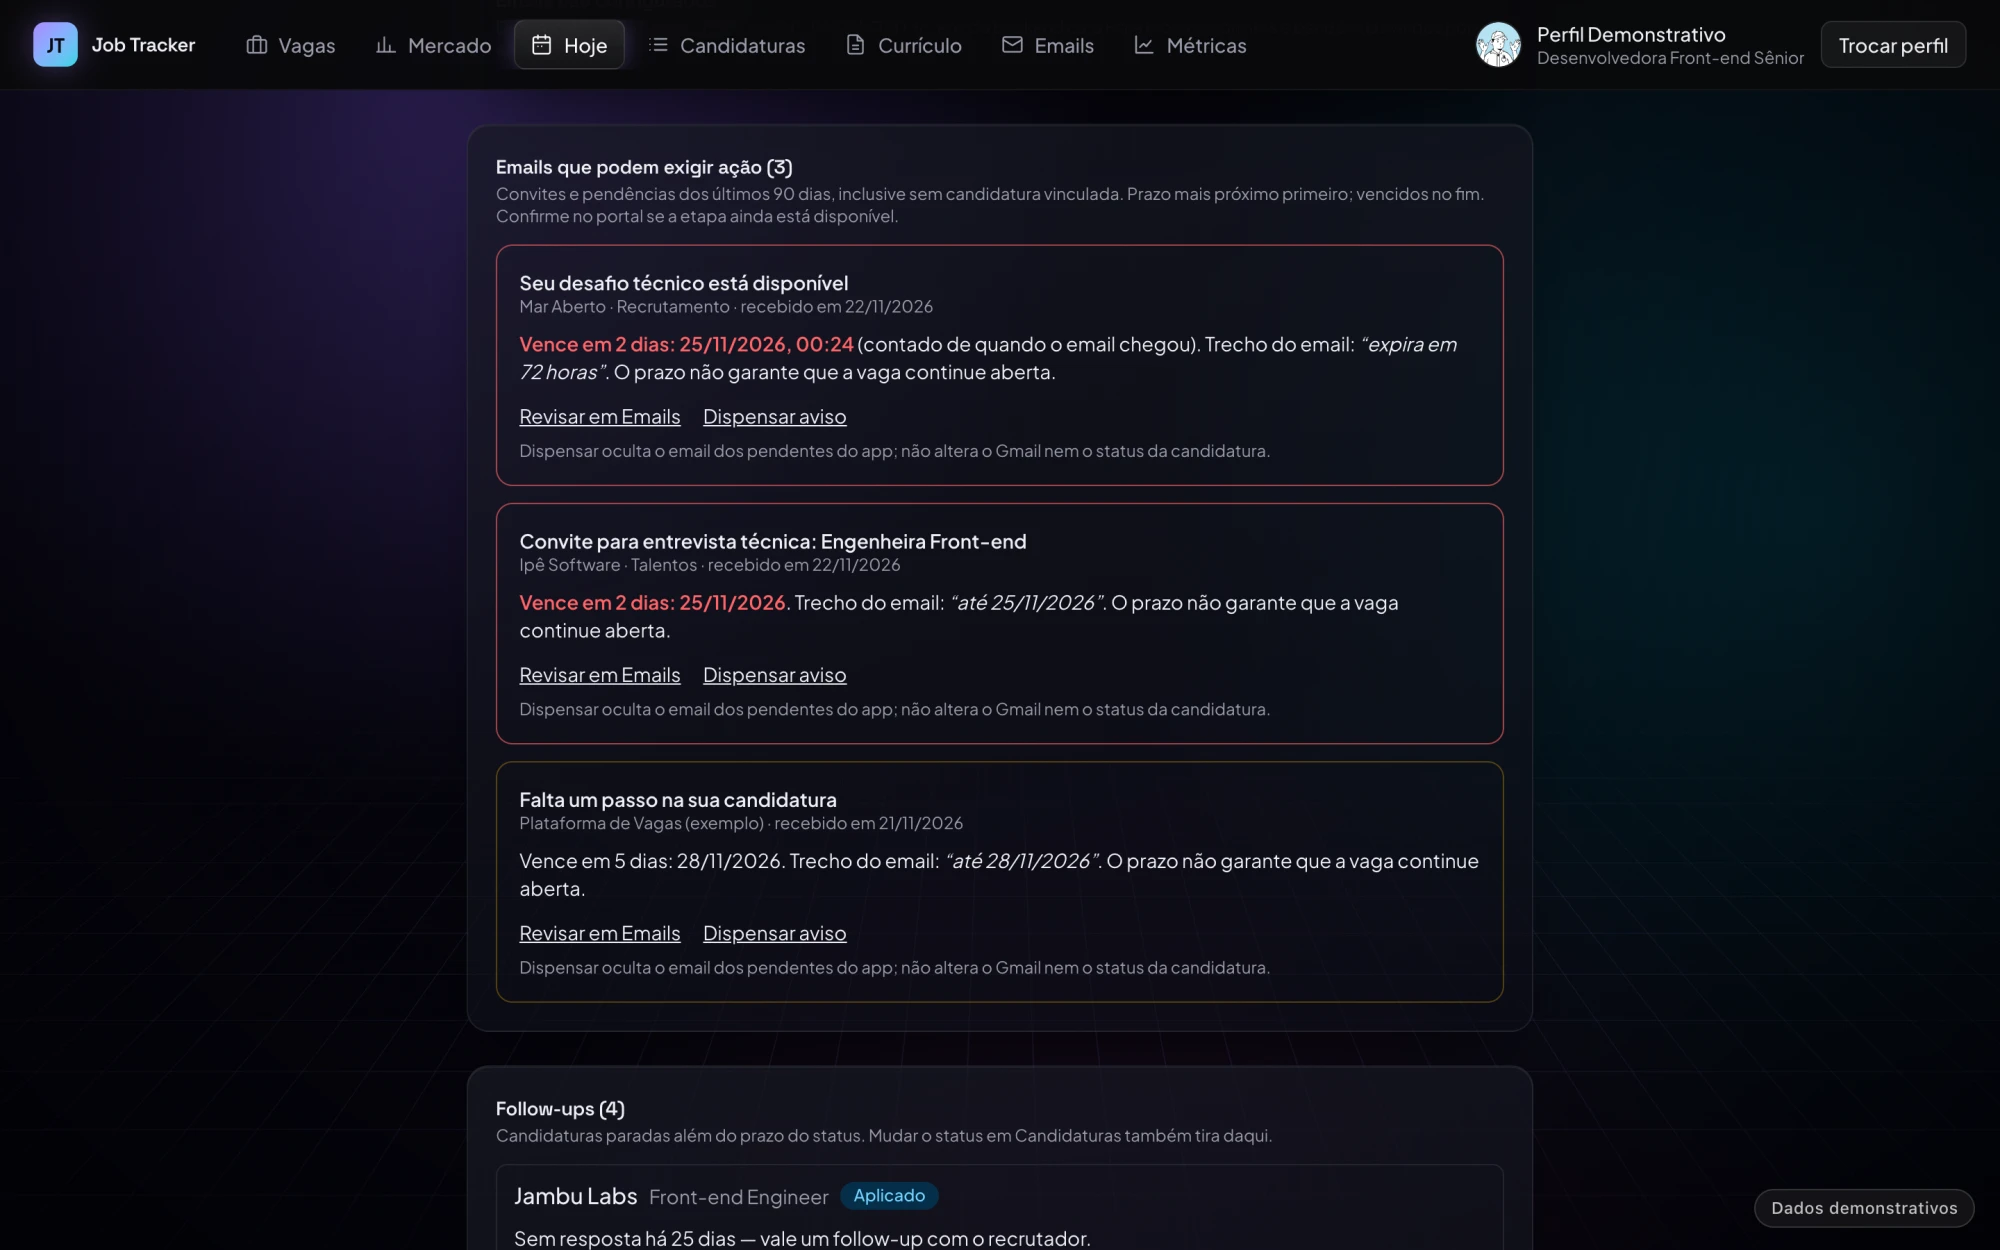 JT Job Tracker Vagas Mercado Hoje Candidaturas Currículo Emails Métricas Perfil Demonstrativo Trocar perfil
Desenvolvedora Front-end Sênior
Emails que podem exigir ação (3)
Convites e pendências dos últimos 90 dias, inclusive sem candidatura vinculada. Prazo mais próximo primeiro; vencidos no fim.
Confirme no portal se a etapa ainda está disponível.
Seu desafio técnico está disponível
Mar Aberto · Recrutamento · recebido em 22/11/2026
Vence em 2 dias: 25/11/2026, 00:24 (contado de quando o email chegou). Trecho do email: “expira em
72 horas”. O prazo não garante que a vaga continue aberta.
Revisar em Emails Dispensar aviso
Dispensar oculta o email dos pendentes do app; não altera o Gmail nem o status da candidatura.
Convite para entrevista técnica: Engenheira Front-end
Ipê Software · Talentos · recebido em 22/11/2026
Vence em 2 dias: 25/11/2026. Trecho do email: “até 25/11/2026”. O prazo não garante que a vaga
continue aberta.
Revisar em Emails Dispensar aviso
Dispensar oculta o email dos pendentes do app; não altera o Gmail nem o status da candidatura.
Falta um passo na sua candidatura
Plataforma de Vagas (exemplo) · recebido em 21/11/2026
Vence em 5 dias: 28/11/2026. Trecho do email: “até 28/11/2026”. O prazo não garante que a vaga continue
aberta.
Revisar em Emails Dispensar aviso
Dispensar oculta o email dos pendentes do app; não altera o Gmail nem o status da candidatura.
Follow-ups (4)
Candidaturas paradas além do prazo do status. Mudar o status em Candidaturas também tira daqui.
Jambu Labs Front-end Engineer Aplicado
Sem resposta há 25 dias — vale um follow-up com o recrutador.
Dados demonstrativos